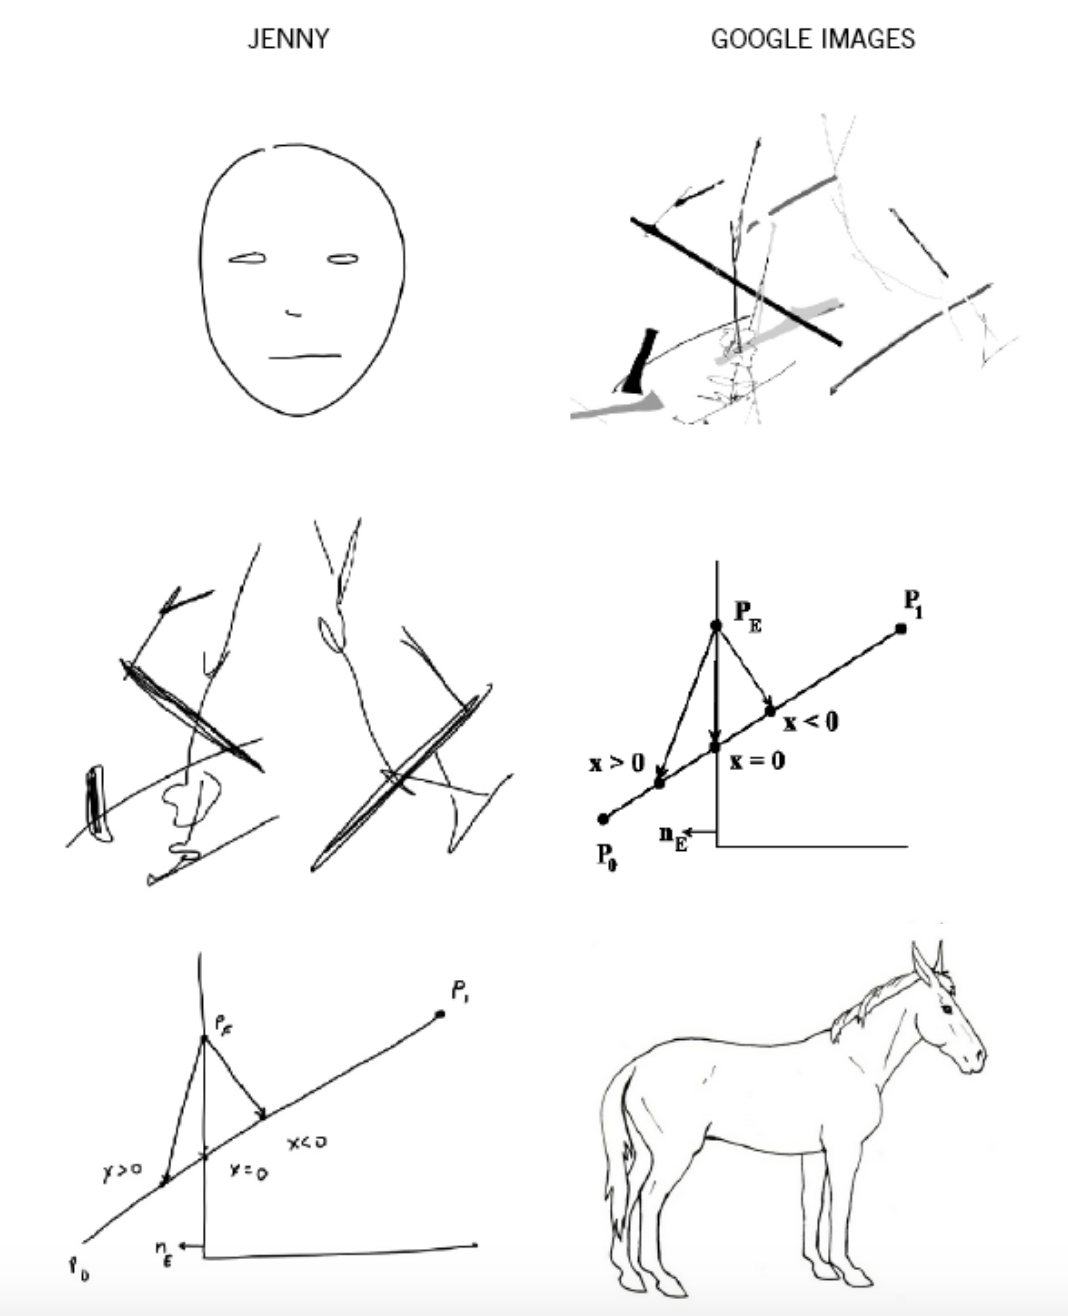 JENNY
GOOGLE IMAGES
P_E
P_1
x < 0
x > 0
x = 0
n_E
P_0
P_1
P_E
x<0
x>0
x=0
n_E
P_0